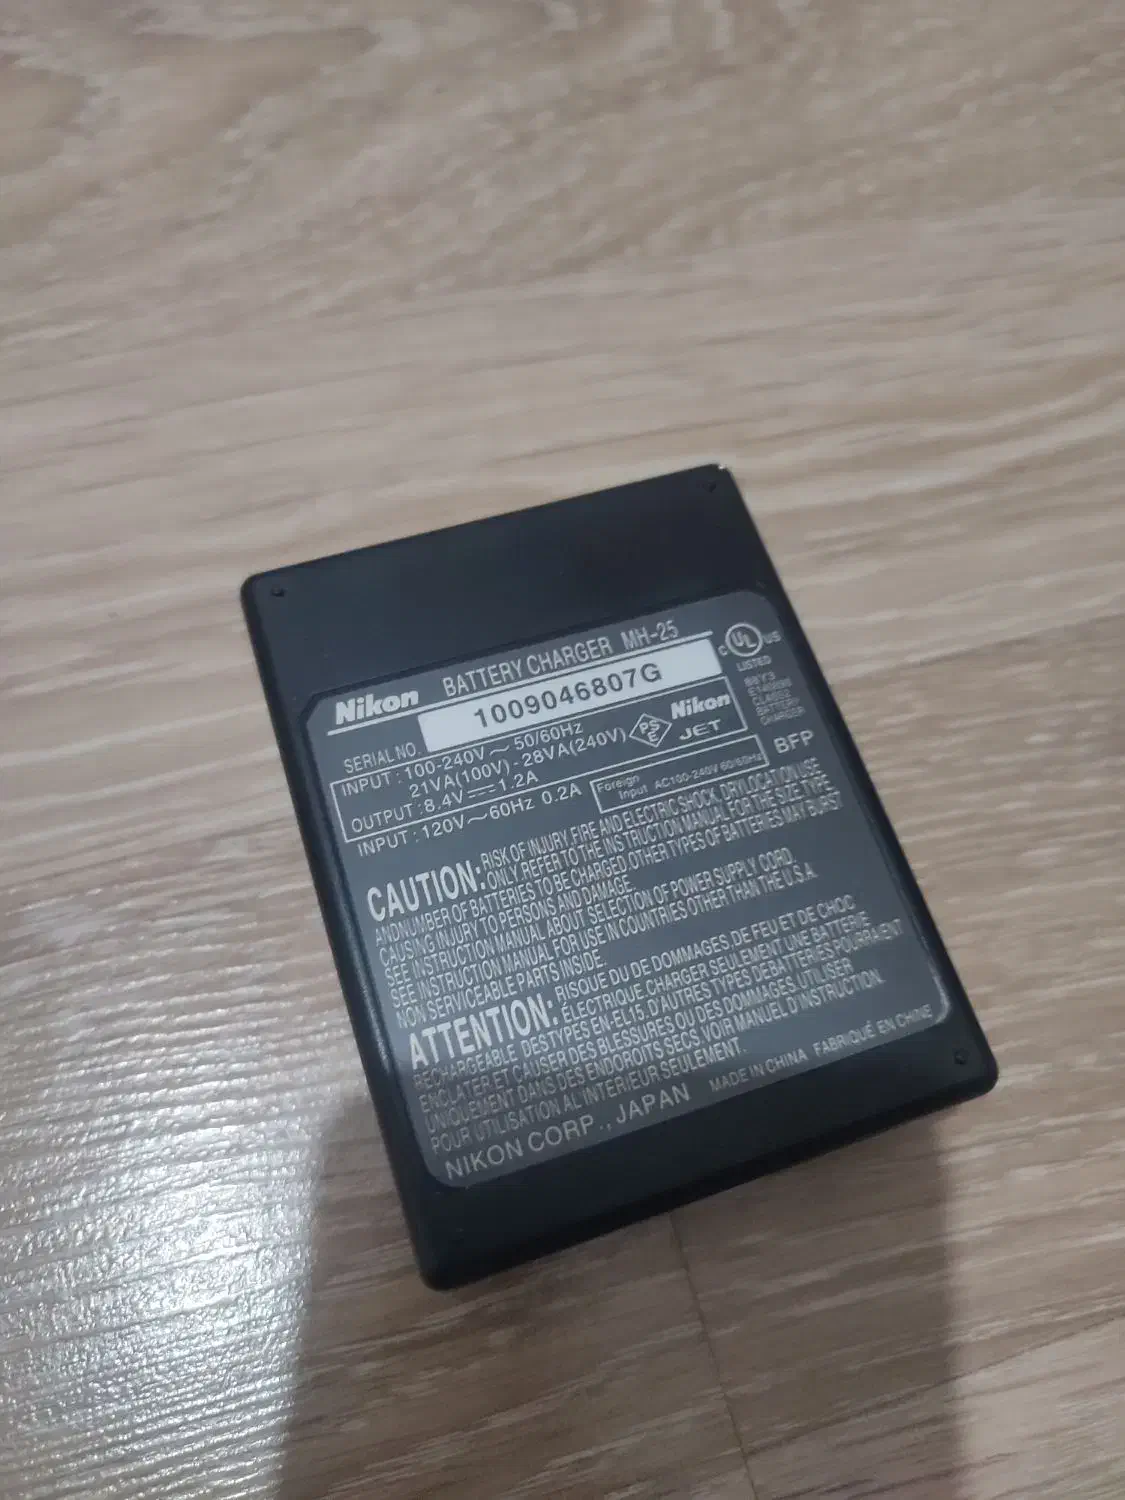 Nikon BATTERY CHARGER MH-25
SERIAL NO. 1009046807G
INPUT : 100-240V ~ 50/60Hz
21VA(100V) - 28VA(240V)
OUTPUT : 8.4V ⎓ 1.2A
INPUT : 120V ~ 60Hz 0.2A
PS
E
Nikon
JET
Foreign
Input AC100-240V 50/60Hz
C UL US
LISTED
BATTERY
CHARGER
BFP
CAUTION: RISK OF INJURY, FIRE AND ELECTRIC SHOCK. DRY LOCATION USE
ONLY. REFER TO THE INSTRUCTION MANUAL FOR THE SIZE TYPE
AND NUMBER OF BATTERIES TO BE CHARGED OTHER TYPES OF BATTERIES MAY BURST
CAUSING INJURY TO PERSONS AND DAMAGE.
SEE INSTRUCTION MANUAL ABOUT SELECTION OF POWER SUPPLY CORD.
SEE INSTRUCTION MANUAL FOR USE IN COUNTRIES OTHER THAN THE U.S.A.
NON SERVICEABLE PARTS INSIDE.
ATTENTION: RISQUE DU DE DOMMAGES, DE FEU ET DE CHOC
ÉLECTRIQUE. CHARGER SEULEMENT UNE BATTERIE
RECHARGEABLE DES TYPES EN-EL15. D'AUTRES TYPES DE BATTERIES POURRAIENT
ÉCLATER ET CAUSER DES BLESSURES OU DES DOMMAGES. UTILISER
UNIQUEMENT DANS DES ENDROITS SECS. VOIR MANUEL D'INSTRUCTION.
POUR UTILISATION AL INTERIEUR SEULEMENT.
NIKON CORP., JAPAN MADE IN CHINA FABRIQUÉ EN CHINE